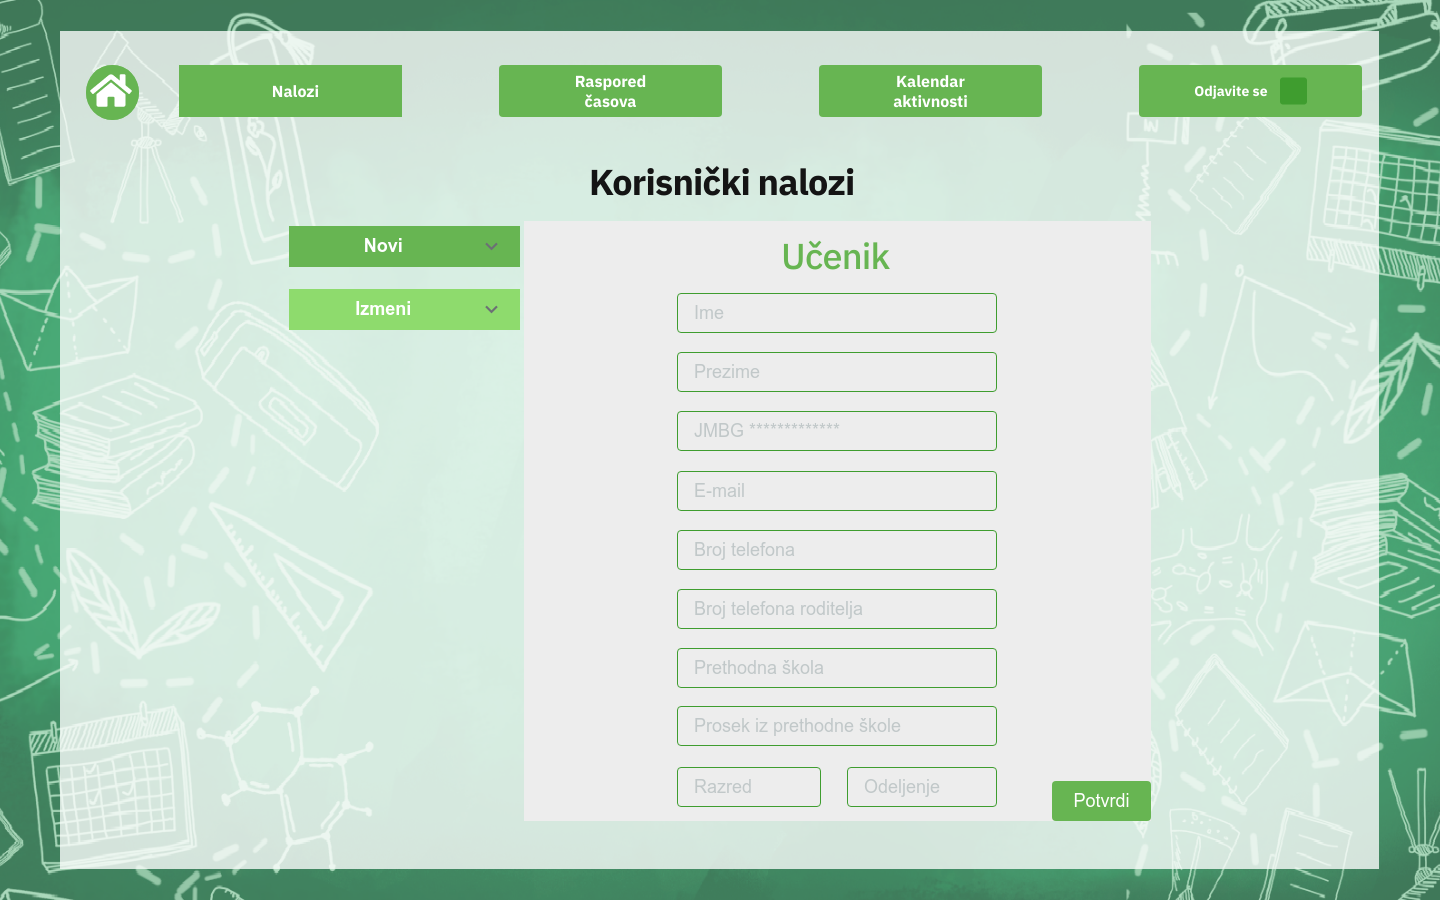 Nalozi
Raspored
časova
Kalendar
aktivnosti
Odjavite se
Korisnički nalozi
Novi
Izmeni
Učenik
Ime
Prezime
JMBG *************
E-mail
Broj telefona
Broj telefona roditelja
Prethodna škola
Prosek iz prethodne škole
Razred
Odeljenje
Potvrdi